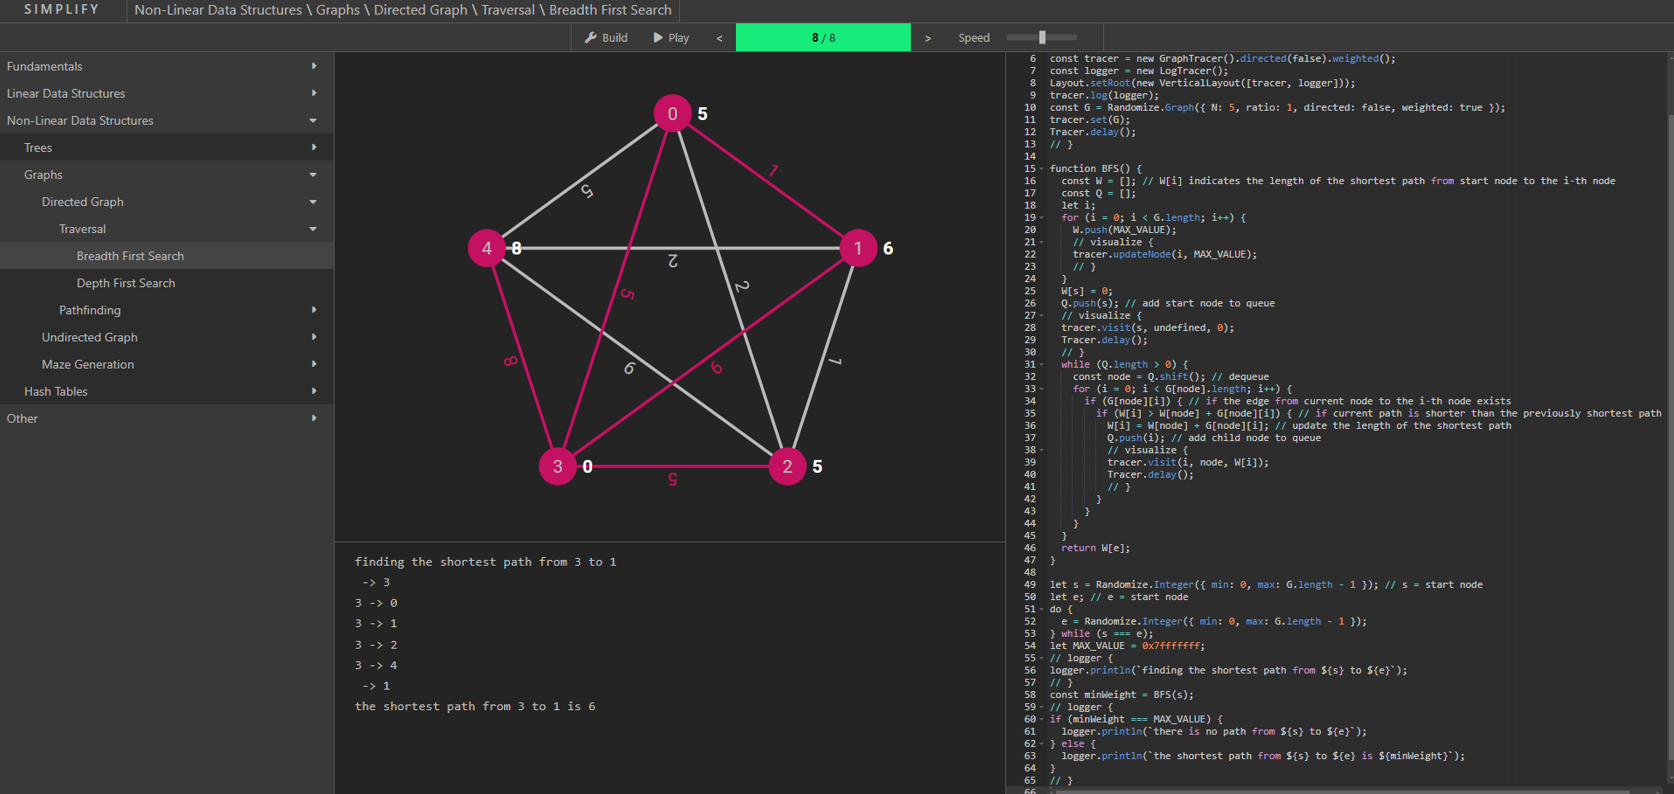 SIMPLIFY
Non-Linear Data Structures \ Graphs \ Directed Graph \ Traversal \ Breadth First Search
Build
Play
<
8 / 8
>
Speed
Fundamentals
Linear Data Structures
Non-Linear Data Structures
Trees
Graphs
Directed Graph
Traversal
Breadth First Search
Depth First Search
Pathfinding
Undirected Graph
Maze Generation
Hash Tables
Other
0 5
5
1
4 8
1 6
2
5
2
8
9
9
1
3 0
2 5
5
finding the shortest path from 3 to 1
-> 3
3 -> 0
3 -> 1
3 -> 2
3 -> 4
-> 1
the shortest path from 3 to 1 is 6
6 const tracer = new GraphTracer().directed(false).weighted();
7 const logger = new LogTracer();
8 Layout.setRoot(new VerticalLayout([tracer, logger]));
9 tracer.log(logger);
10 const G = Randomize.Graph({ N: 5, ratio: 1, directed: false, weighted: true });
11 tracer.set(G);
12 Tracer.delay();
13 // }
14
15 function BFS() {
16 const W = []; // W[i] indicates the length of the shortest path from start node to the i-th node
17 const Q = [];
18 let i;
19 for (i = 0; i < G.length; i++) {
20 W.push(MAX_VALUE);
21 // visualize {
22 tracer.updateNode(i, MAX_VALUE);
23 // }
24 }
25 W[s] = 0;
26 Q.push(s); // add start node to queue
27 // visualize {
28 tracer.visit(s, undefined, 0);
29 Tracer.delay();
30 // }
31 while (Q.length > 0) {
32 const node = Q.shift(); // dequeue
33 for (i = 0; i < G[node].length; i++) {
34 if (G[node][i]) { // if the edge from current node to the i-th node exists
35 if (W[i] > W[node] + G[node][i]) { // if current path is shorter than the previously shortest path
36 W[i] = W[node] + G[node][i]; // update the length of the shortest path
37 Q.push(i); // add child node to queue
38 // visualize {
39 tracer.visit(i, node, W[i]);
40 Tracer.delay();
41 // }
42 }
43 }
44 }
45 }
46 return W[e];
47 }
48
49 let s = Randomize.Integer({ min: 0, max: G.length - 1 }); // s = start node
50 let e; // e = start node
51 do {
52 e = Randomize.Integer({ min: 0, max: G.length - 1 });
53 } while (s === e);
54 let MAX_VALUE = 0x7fffffff;
55 // logger {
56 logger.println(`finding the shortest path from ${s} to ${e}`);
57 // }
58 const minWeight = BFS(s);
59 // logger {
60 if (minWeight === MAX_VALUE) {
61 logger.println(`there is no path from ${s} to ${e}`);
62 } else {
63 logger.println(`the shortest path from ${s} to ${e} is ${minWeight}`);
64 }
65 // }
66